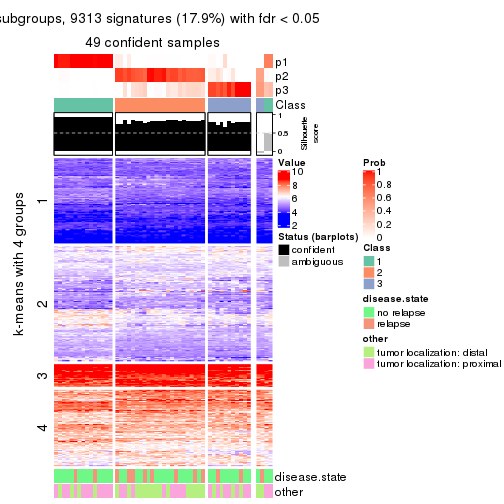 subgroups, 9313 signatures (17.9%) with fdr < 0.05
49 confident samples
p1
p2
p3
Class
1
0.5
0
Silhouette
score
k-means with 4 groups
1
2
3
4
disease.state
other
Value
10
8
6
4
2
Status (barplots)
confident
ambiguous
Prob
1
0.8
0.6
0.4
0.2
0
Class
1
2
3
disease.state
no relapse
relapse
other
tumor localization: distal
tumor localization: proximal